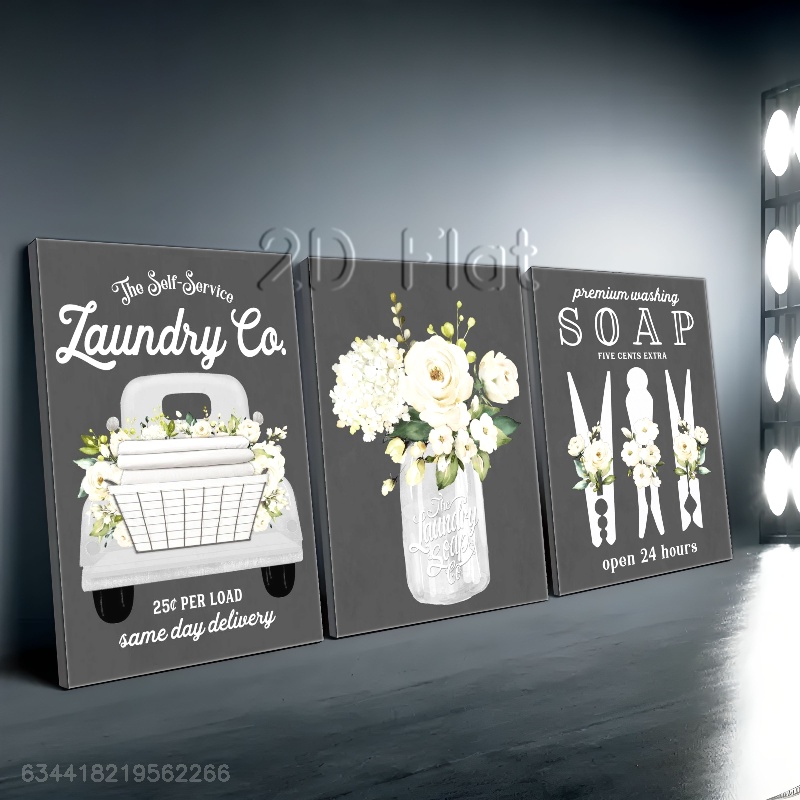 2D Flat
The Self-Service
Laundry Co.
25¢ PER LOAD
same day delivery
The
Laundry
Co.
premium washing
SOAP
FIVE CENTS EXTRA
open 24 hours
634418219562266